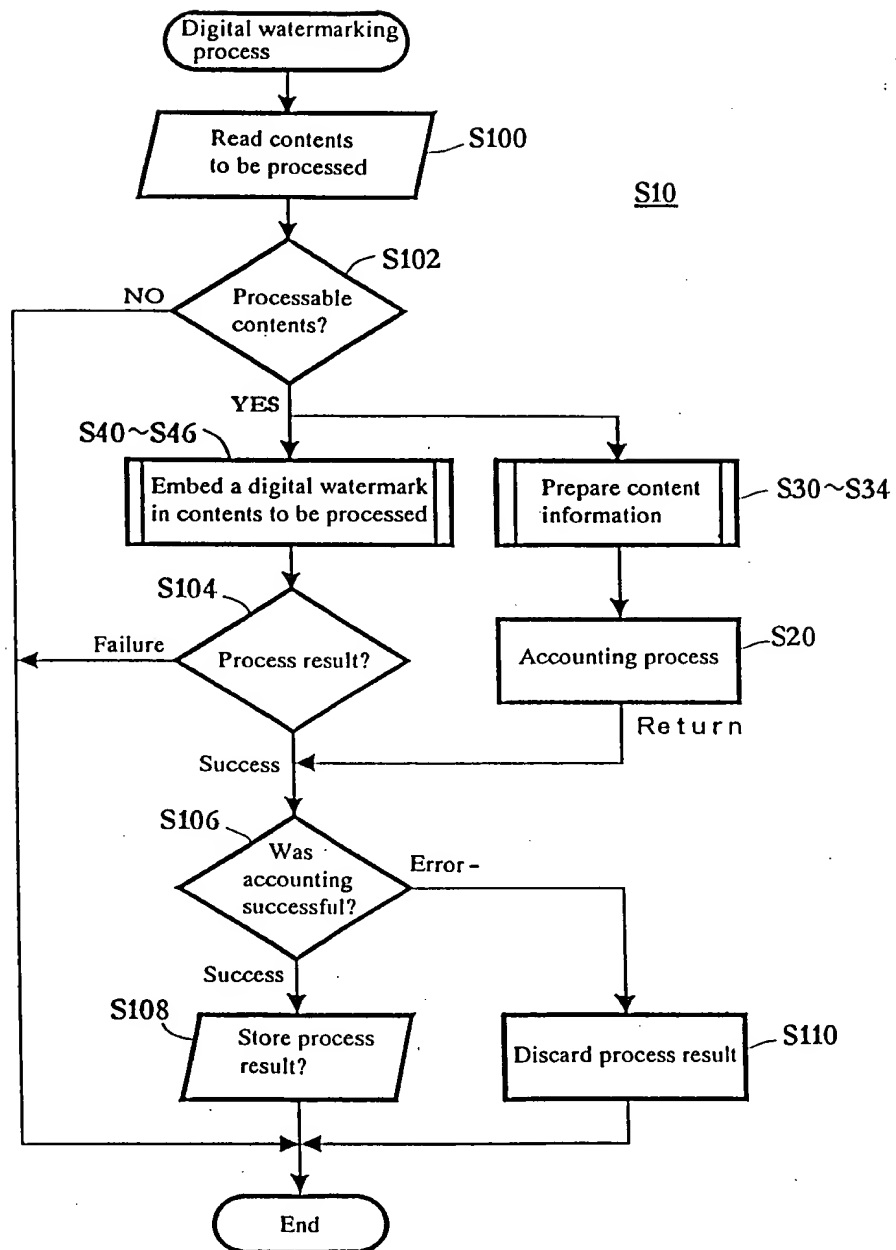 Digital watermarking
process
Read contents
to be processed
S100
S10
S102
NO
Processable
contents?
YES
S40~S46
Embed a digital watermark
in contents to be processed
Prepare content
information
S30~S34
S104
Failure
Process result?
Accounting process
S20
Return
Success
S106
Was
accounting
successful?
Error-
Success
S108
Store process
result?
Discard process result
S110
End